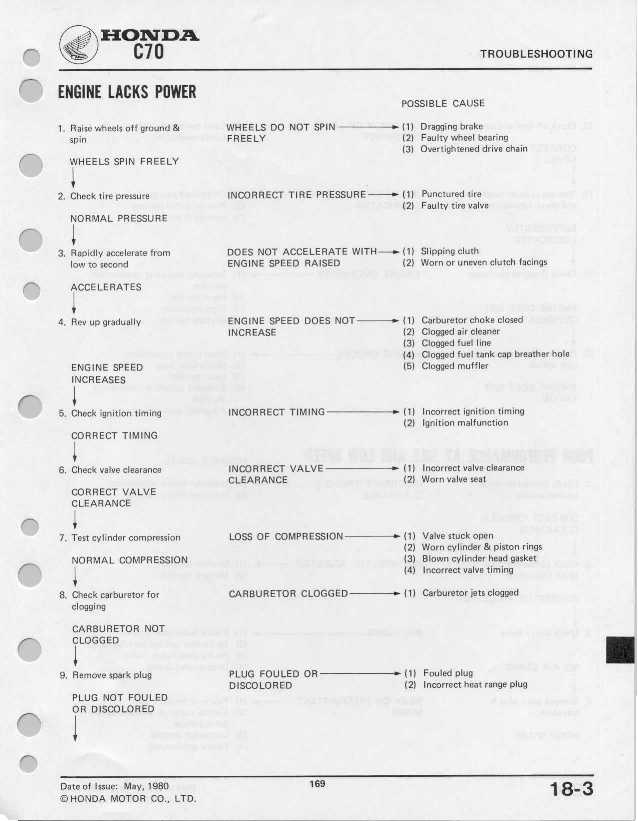 HONDA
C70
TROUBLESHOOTING
ENGINE LACKS POWER
POSSIBLE CAUSE
1. Raise wheels off ground &
spin
WHEELS DO NOT SPIN
FREELY
(1) Dragging brake
(2) Faulty wheel bearing
(3) Overtightened drive chain
WHEELS SPIN FREELY
2. Check tire pressure
INCORRECT TIRE PRESSURE
(1) Punctured tire
(2) Faulty tire valve
NORMAL PRESSURE
3. Rapidly accelerate from
low to second
DOES NOT ACCELERATE WITH
ENGINE SPEED RAISED
(1) Slipping cluth
(2) Worn or uneven clutch facings
ACCELERATES
4. Rev up gradually
ENGINE SPEED DOES NOT
INCREASE
(1) Carburetor choke closed
(2) Clogged air cleaner
(3) Clogged fuel line
(4) Clogged fuel tank cap breather hole
(5) Clogged muffler
ENGINE SPEED
INCREASES
5. Check ignition timing
INCORRECT TIMING
(1) Incorrect ignition timing
(2) Ignition malfunction
CORRECT TIMING
6. Check valve clearance
INCORRECT VALVE
CLEARANCE
(1) Incorrect valve clearance
(2) Worn valve seat
CORRECT VALVE
CLEARANCE
7. Test cylinder compression
LOSS OF COMPRESSION
(1) Valve stuck open
(2) Worn cylinder & piston rings
(3) Blown cylinder head gasket
(4) Incorrect valve timing
NORMAL COMPRESSION
8. Check carburetor for
clogging
CARBURETOR CLOGGED
(1) Carburetor jets clogged
CARBURETOR NOT
CLOGGED
9. Remove spark plug
PLUG FOULED OR
DISCOLORED
(1) Fouled plug
(2) Incorrect heat range plug
PLUG NOT FOULED
OR DISCOLORED
Date of Issue: May, 1980
© HONDA MOTOR CO., LTD.
169
18-3